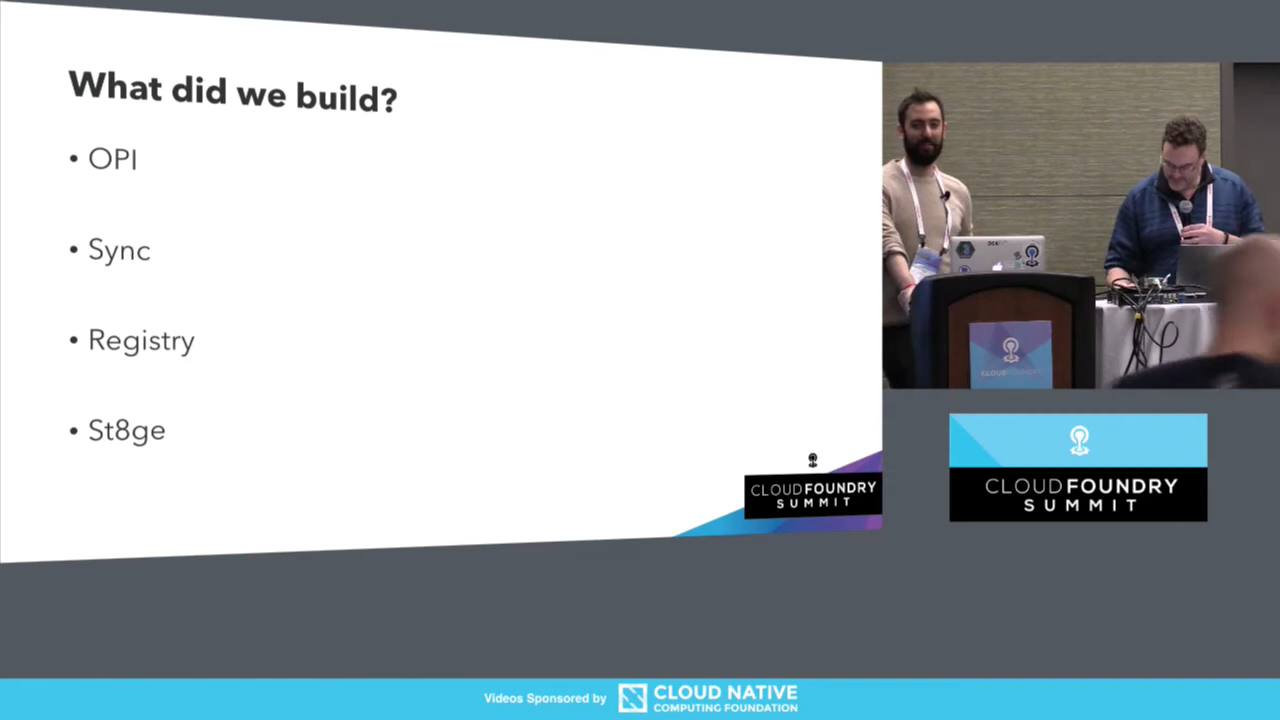 What did we build?
• OPI
• Sync
• Registry
• St8ge
CLOUDFOUNDRY
SUMMIT
CLOUDFOUNDRY
CLOUDFOUNDRY
SUMMIT
Videos Sponsored by
CLOUD NATIVE
COMPUTING FOUNDATION